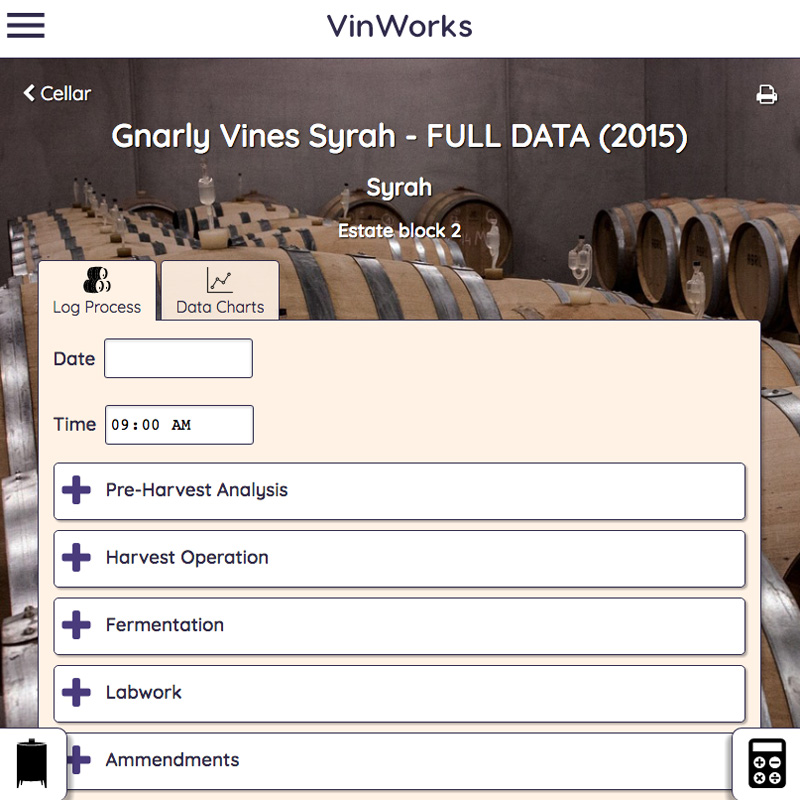 VinWorks
Cellar
Gnarly Vines Syrah - FULL DATA (2015)
Syrah
Estate block 2
Log Process
Data Charts
Date
Time 09:00 AM
Pre-Harvest Analysis
Harvest Operation
Fermentation
Labwork
Ammendments